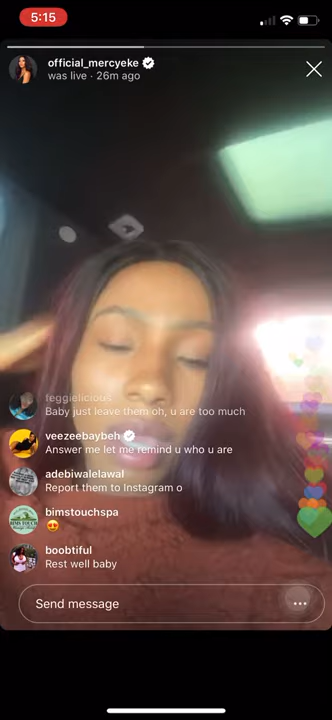 5:15
official_mercyeke
was live · 26m ago
feggielicious
Baby just leave them oh, u are too much
veezeebaybeh
Answer me let me remind u who u are
adebiwalelawal
Report them to Instagram o
bimstouchspa
😍
boobtiful
Rest well baby
Send message